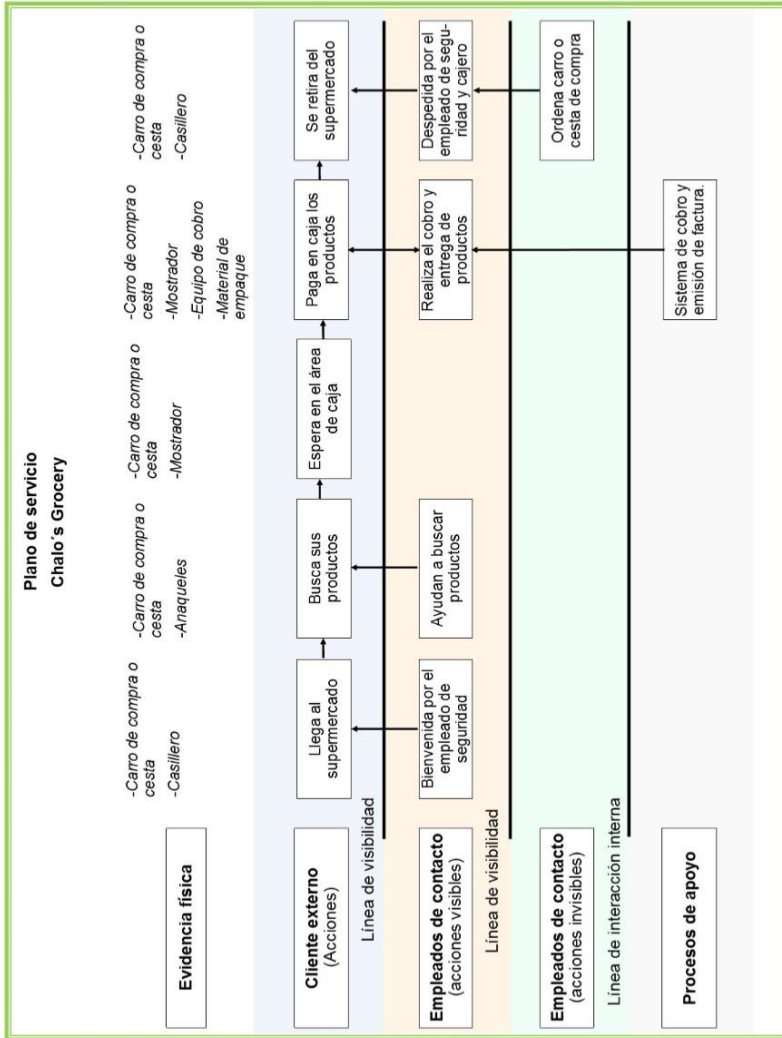 Plano de servicio
Chalo´s Grocery
Evidencia física
-Carro de compra o
cesta
-Casillero
-Carro de compra o
cesta
-Anaqueles
-Carro de compra o
cesta
-Mostrador
-Carro de compra o
cesta
-Mostrador
-Equipo de cobro
-Material de
empaque
-Carro de compra o
cesta
-Casillero
Cliente externo
(Acciones)
Llega al
supermercado
Busca sus
productos
Espera en el área
de caja
Paga en caja los
productos
Se retira del
supermercado
Línea de visibilidad
Empleados de contacto
(acciones visibles)
Bienvenida por el
empleado de
seguridad
Ayudan a buscar
productos
Realiza el cobro y
entrega de
productos
Despedida por el
empleado de segu-
ridad y cajero
Línea de visibilidad
Empleados de contacto
(acciones invisibles)
Ordena carro o
cesta de compra
Línea de interacción interna
Procesos de apoyo
Sistema de cobro y
emisión de factura.